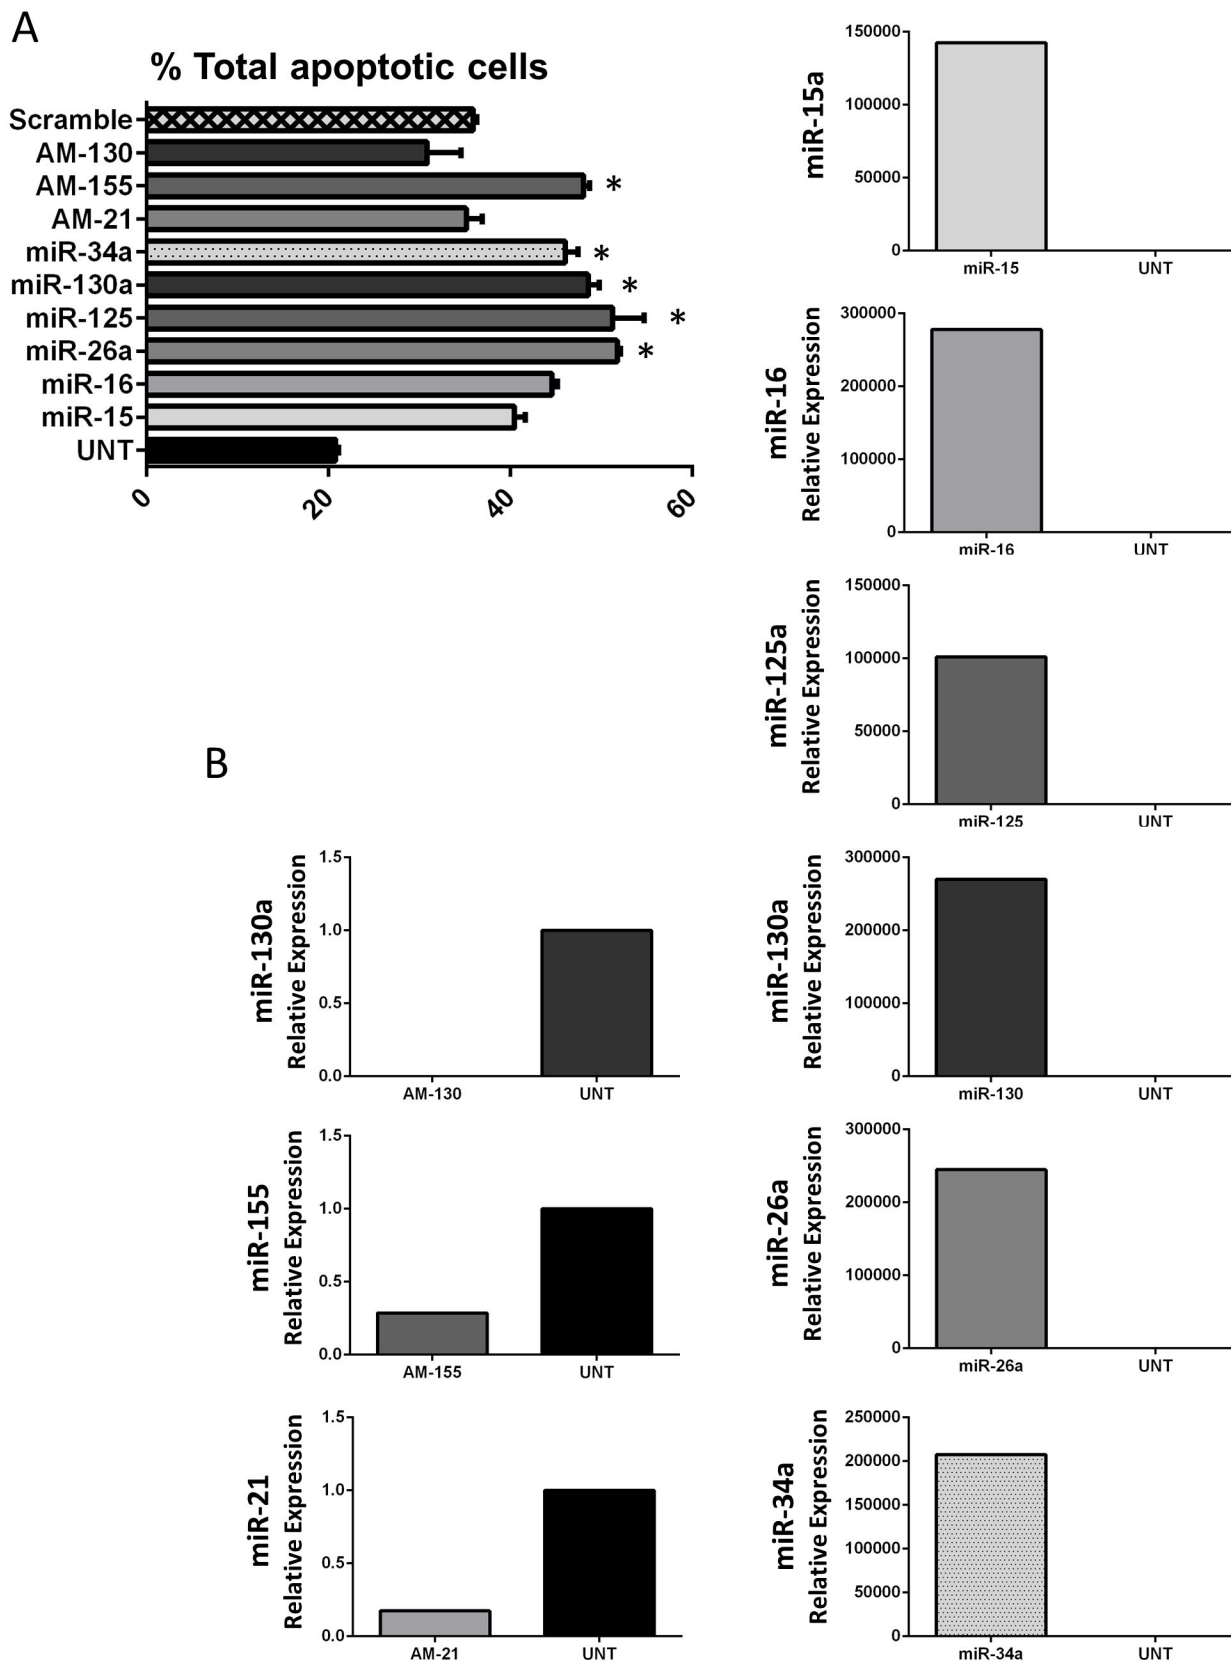 A
% Total apoptotic cells
Scramble
AM-130
AM-155 *
AM-21
miR-34a *
miR-130a *
miR-125 *
miR-26a *
miR-16
miR-15
UNT
0 20 40 60
miR-15a
150000
100000
50000
0
miR-15 UNT
miR-16
Relative Expression
300000
200000
100000
0
miR-16 UNT
miR-125a
Relative Expression
150000
100000
50000
0
miR-125 UNT
B
miR-130a
Relative Expression
1.5
1.0
0.5
0.0
AM-130 UNT
miR-130a
Relative Expression
300000
200000
100000
0
miR-130 UNT
miR-155
Relative Expression
1.5
1.0
0.5
0.0
AM-155 UNT
miR-26a
Relative Expression
300000
200000
100000
0
miR-26a UNT
miR-21
Relative Expression
1.5
1.0
0.5
0.0
AM-21 UNT
miR-34a
Relative Expression
250000
200000
150000
100000
50000
0
miR-34a UNT